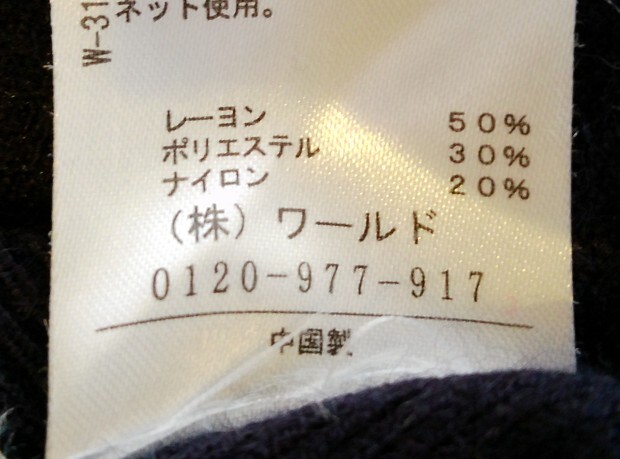 ネット使用。
W-31
レーヨン 50%
ポリエステル 30%
ナイロン 20%
(株)ワールド
0120-977-917
中国製